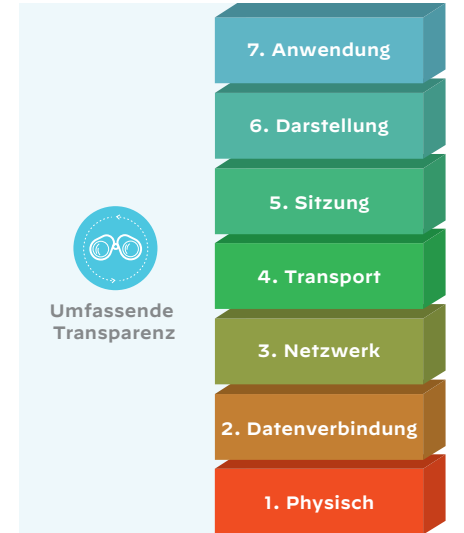 7. Anwendung
6. Darstellung
5. Sitzung
4. Transport
3. Netzwerk
2. Datenverbindung
1. Physisch
Umfassende
Transparenz